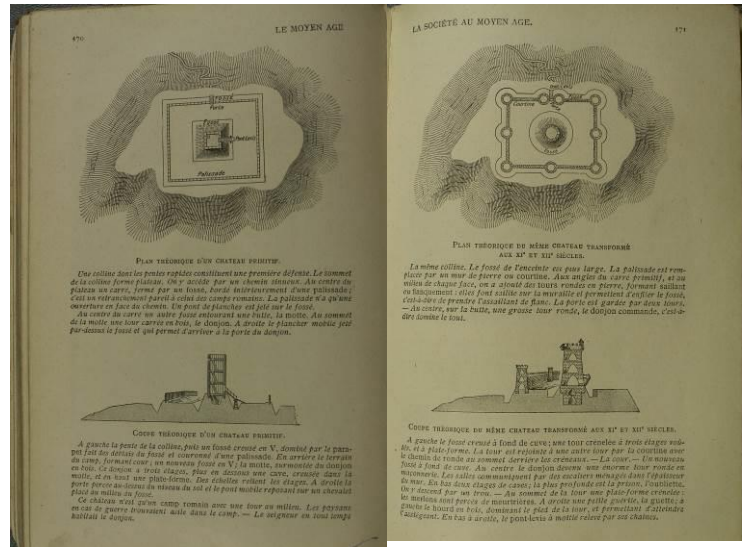 270
LE MOYEN AGE
Fossé
Porte
Fossé
Pont-levis
Palissade
PLAN THÉORIQUE D'UN CHATEAU PRIMITIF.
Une colline dont les pentes rapides constituent une première défense. Le sommet
de la colline forme plateau. On y accède par un chemin sinueux. Au centre du
plateau un carré, fermé par un fossé, bordé intérieurement d'une palissade :
c'est un retranchement pareil à celui des camps romains. La palissade n'a qu'une
ouverture en face du chemin. Un pont de planches est jeté sur le fossé.
Au centre du carré un autre fossé entourant une butte, la motte. Au sommet
de la motte une tour carrée en bois, le donjon. A droite le plancher mobile jeté
par-dessus le fossé et qui permet d'arriver à la porte du donjon.
COUPE THÉORIQUE D'UN CHATEAU PRIMITIF.
A gauche la pente de la colline, puis un fossé creusé en V, dominé par le para-
pet fait des déblais du fossé et couronné d'une palissade. En arrière le terrain
du camp, formant cour ; un nouveau fossé en V ; la motte, surmontée du donjon
en bois. Ce donjon a trois étages, plus en dessous une cave, creusée dans la
motte, et en haut une plate-forme. Des échelles relient les étages. A droite la
porte percée au-dessus du niveau du sol et le pont mobile reposant sur un chevalet
placé au milieu du fossé.
Ce château n'est qu'un camp romain avec une tour au milieu. Les paysans
en cas de guerre trouvaient asile dans le camp. — Le seigneur en tout temps
habitait le donjon.
LA SOCIÉTÉ AU MOYEN AGE.
271
Courtine
Fossé
PLAN THÉORIQUE DU MÊME CHATEAU TRANSFORMÉ
AUX XIe ET XIIe SIÈCLES.
La même colline. Le fossé de l'enceinte est plus large. La palissade est rem-
placée par un mur de pierre ou courtine. Aux angles du carré primitif, et au
milieu de chaque face, on a ajouté des tours rondes en pierre, formant saillant
ou flanquement : elles font saillie sur la muraille et permettent d'enfiler le fossé,
c'est-à-dire de prendre l'assaillant de flanc. La porte est gardée par deux tours.
— Au centre, sur la butte, une grosse tour ronde, le donjon commande, c'est-à-
dire domine le tout.
COUPE THÉORIQUE DU MÊME CHATEAU TRANSFORMÉ AUX XIe ET XIIe SIÈCLES.
A gauche le fossé creusé à fond de cuve ; une tour crénelée à trois étages voû-
tés, et à plate-forme. La tour est rejointe à une autre tour par la courtine avec
le chemin de ronde au sommet derrière les créneaux. — La cour. — Un nouveau
fossé à fond de cuve. Au centre le donjon devenu une énorme tour ronde en
maçonnerie. Les salles communiquent par des escaliers ménagés dans l'épaisseur
du mur. En bas deux étages de caves ; la plus profonde est la prison, l'oubliette.
On y descend par un trou. — Au sommet de la tour une plate-forme crénelée :
les merlons sont percés de meurtrières. A droite une petite guérite, la guette ; à
gauche le hourd en bois, dominant le pied de la tour, et permettant d'atteindre
l'assiégeant. En bas à droite, le pont-levis à moitié relevé par ses chaînes.